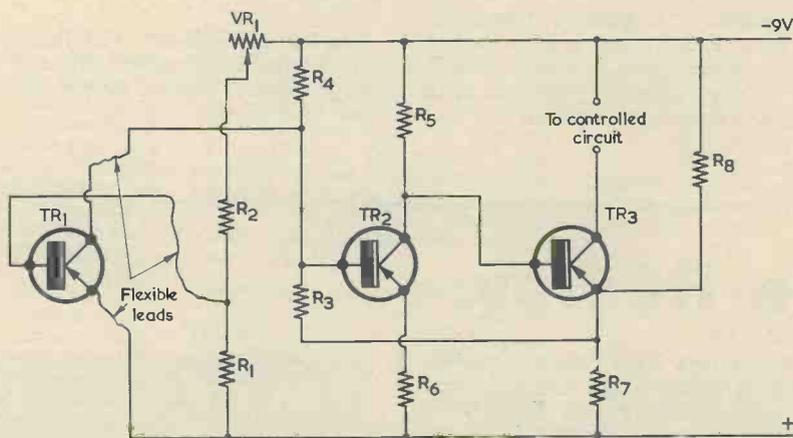 VR1
-9V
R4
R5
To controlled
circuit
R8
R2
TR1
TR2
TR3
Flexible
leads
R3
R1
R6
R7
+